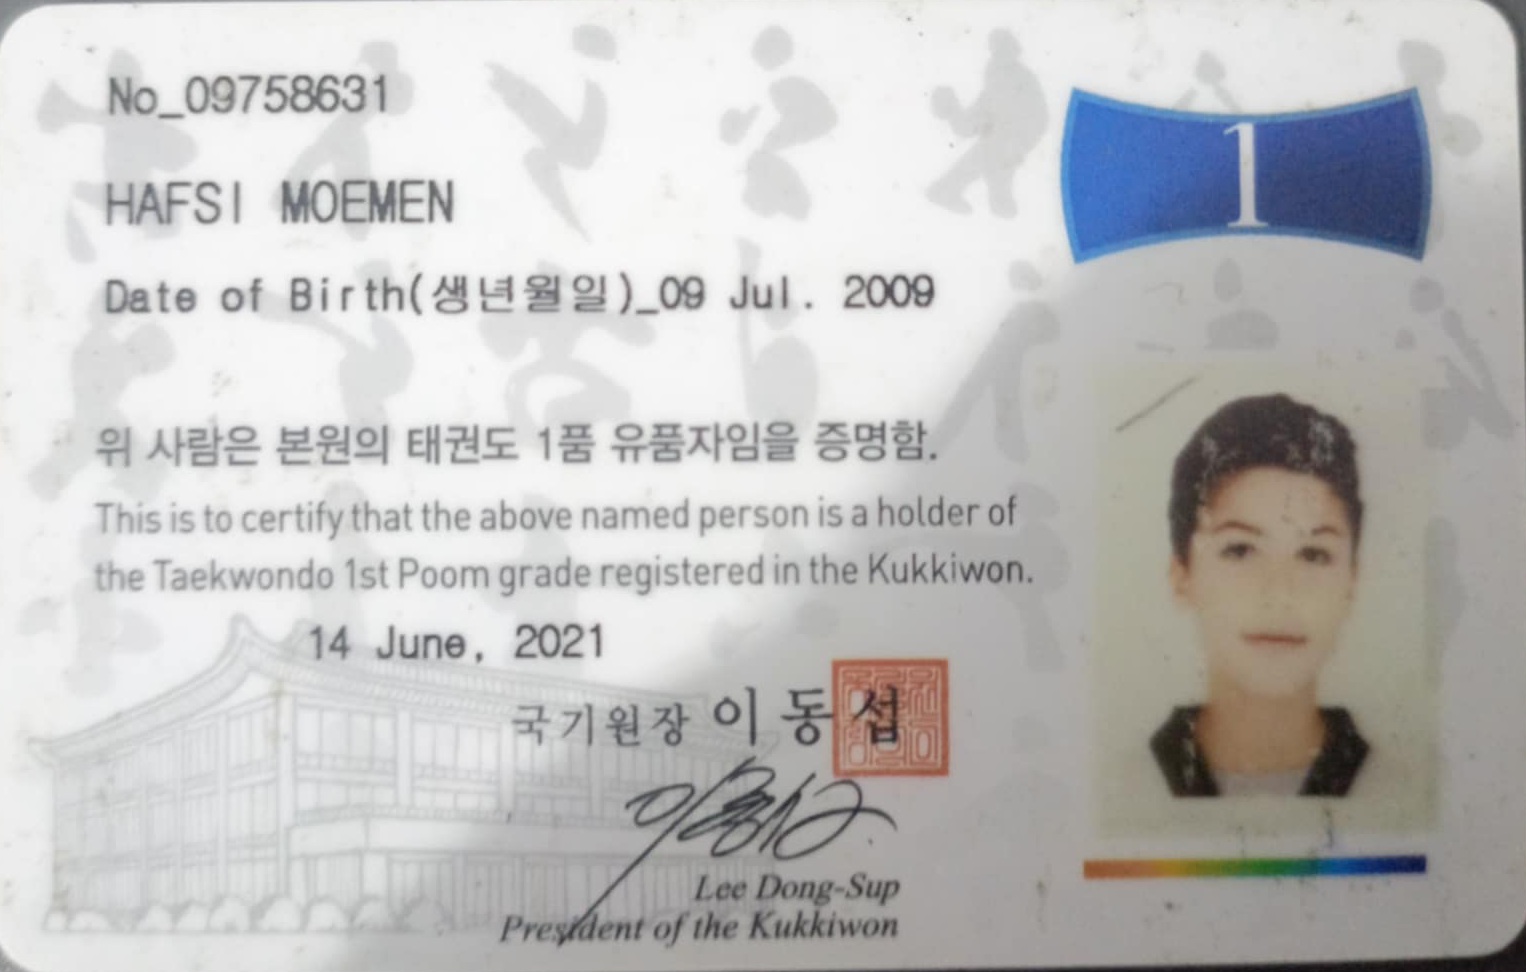 No_09758631
1
HAFSI MOEMEN
Date of Birth(생년월일)_09 Jul. 2009
위 사람은 본원의 태권도 1품 유품자임을 증명함.
This is to certify that the above named person is a holder of
the Taekwondo 1st Poom grade registered in the Kukkiwon.
14 June, 2021
국기원장 이동섭
Lee Dong-Sup
President of the Kukkiwon